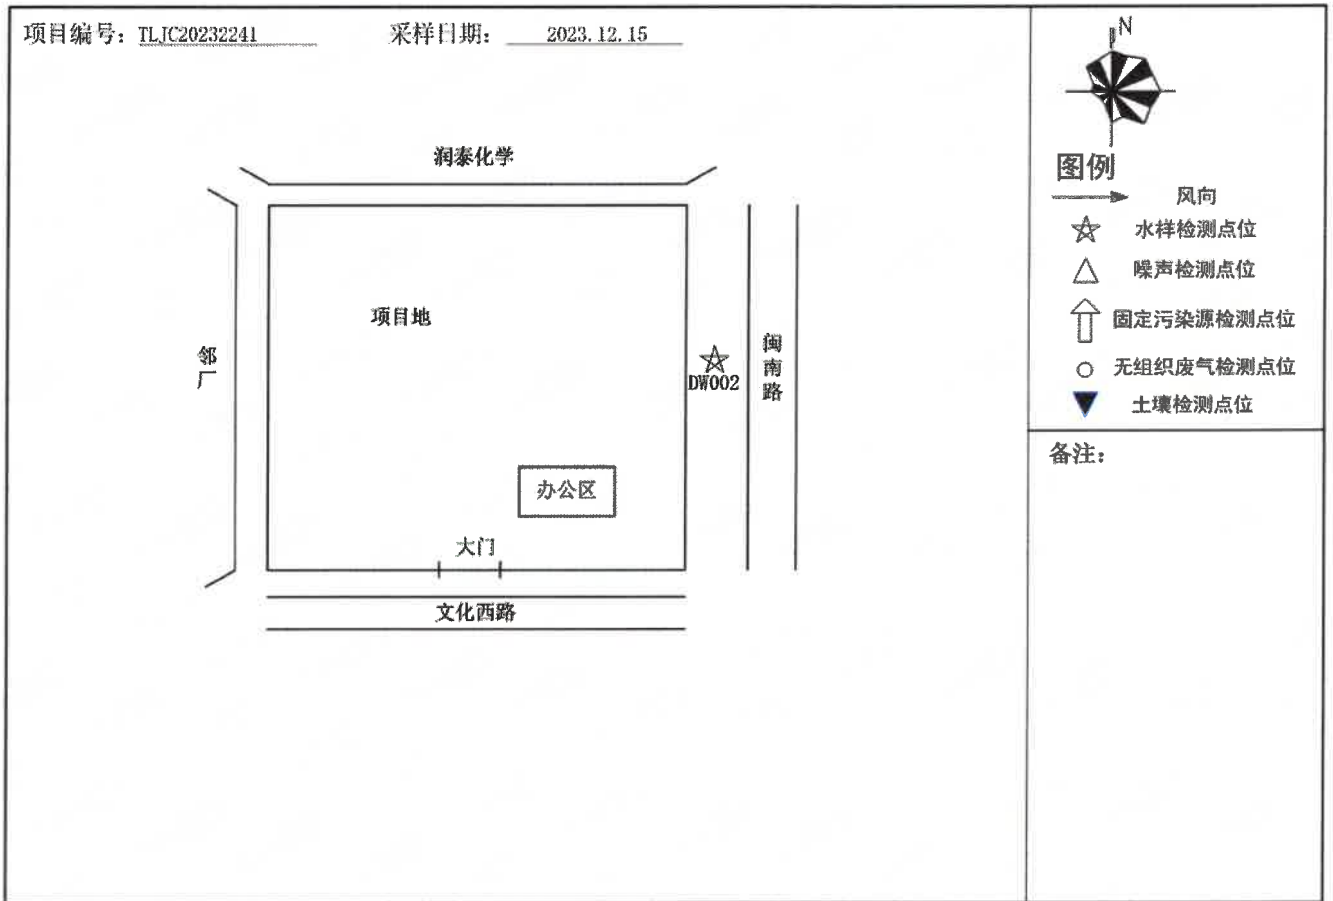 项目编号：TLJC20232241 采样日期： 2023.12.15
N
润泰化学
图例
风向
水样检测点位
噪声检测点位
固定污染源检测点位
无组织废气检测点位
土壤检测点位
项目地
邻厂
DW002
闽南路
备注：
办公区
大门
文化西路